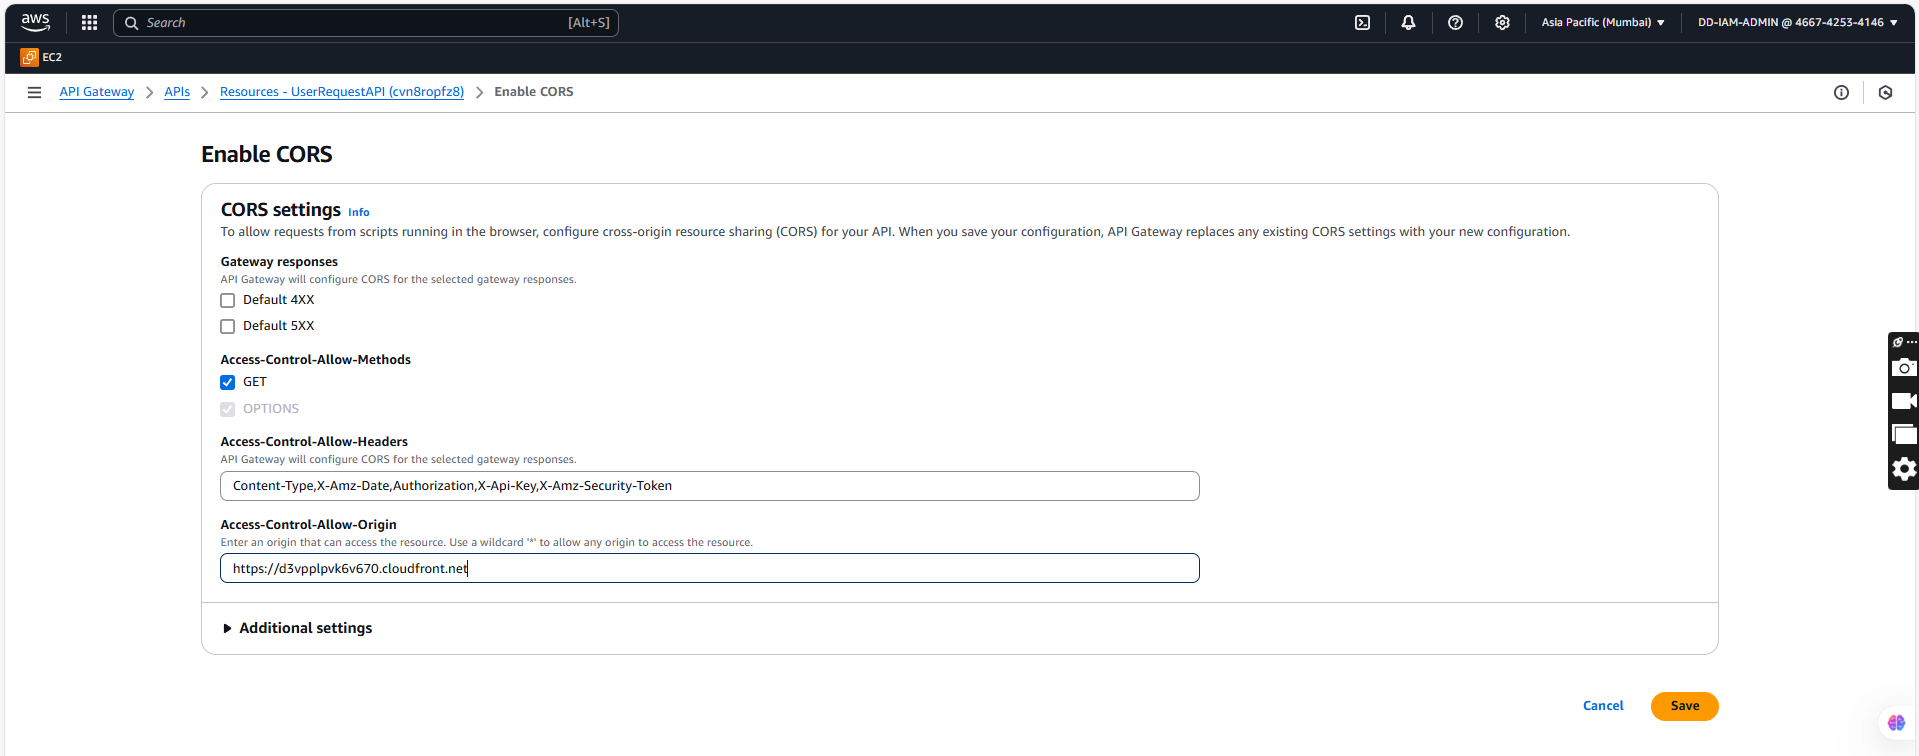 aws
Search [Alt+S]
Asia Pacific (Mumbai)
DD-IAM-ADMIN @ 4667-4253-4146
EC2
API Gateway
APIs
Resources - UserRequestAPI (cvn8ropfz8)
Enable CORS
Enable CORS
CORS settings Info
To allow requests from scripts running in the browser, configure cross-origin resource sharing (CORS) for your API. When you save your configuration, API Gateway replaces any existing CORS settings with your new configuration.
Gateway responses
API Gateway will configure CORS for the selected gateway responses.
Default 4XX
Default 5XX
Access-Control-Allow-Methods
GET
OPTIONS
Access-Control-Allow-Headers
API Gateway will configure CORS for the selected gateway responses.
Content-Type,X-Amz-Date,Authorization,X-Api-Key,X-Amz-Security-Token
Access-Control-Allow-Origin
Enter an origin that can access the resource. Use a wildcard '*' to allow any origin to access the resource.
https://d3vpplpvk6v670.cloudfront.net
Additional settings
Cancel
Save